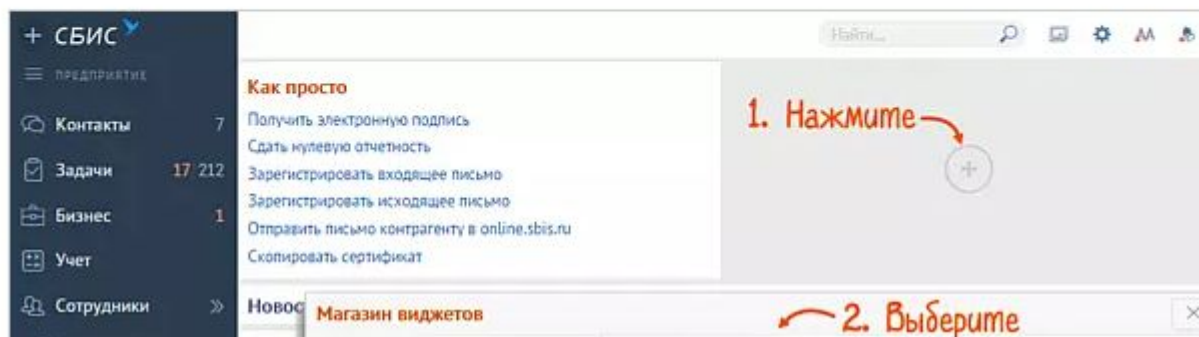 + СБИС
Найти...
ПРЕДПРИЯТИЕ
Контакты 7
Задачи 17 212
Бизнес 1
Учет
Сотрудники »
Как просто
Получить электронную подпись
Сдать нулевую отчетность
Зарегистрировать входящее письмо
Зарегистрировать исходящее письмо
Отправить письмо контрагенту в online.sbis.ru
Скопировать сертификат
1. Нажмите
+
Новос
Магазин виджетов
2. Выберите
×